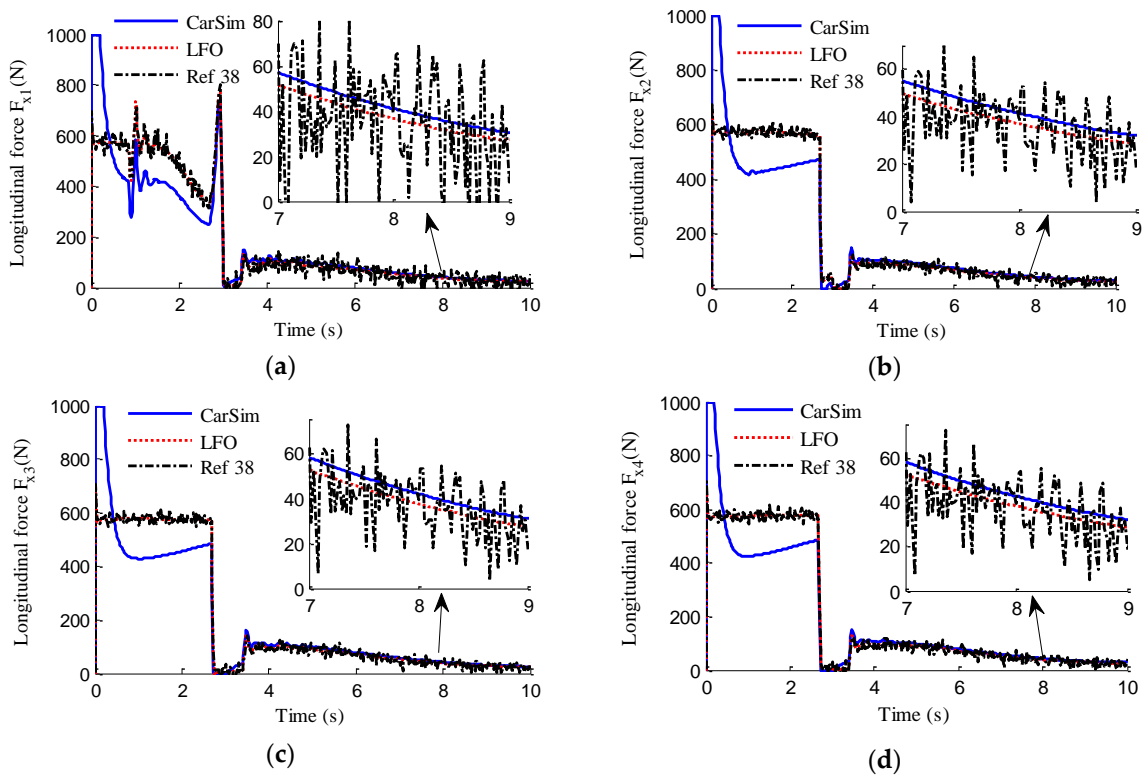 CarSim
LFO
Ref 38
Longitudinal force Fx1(N)
1000
800
600
400
200
0
0 2 4 6 8 10
Time (s)
80
60
40
20
0
7 8 9
(a)
CarSim
LFO
Ref 38
Longitudinal force Fx2(N)
1000
800
600
400
200
0
0 2 4 6 8 10
Time (s)
60
40
20
0
7 8 9
(b)
CarSim
LFO
Ref 38
Longitudinal force Fx3(N)
1000
800
600
400
200
0
0 2 4 6 8 10
Time (s)
60
40
20
0
7 8 9
(c)
CarSim
LFO
Ref 38
Longitudinal force Fx4(N)
1000
800
600
400
200
0
0 2 4 6 8 10
Time (s)
60
40
20
0
7 8 9
(d)